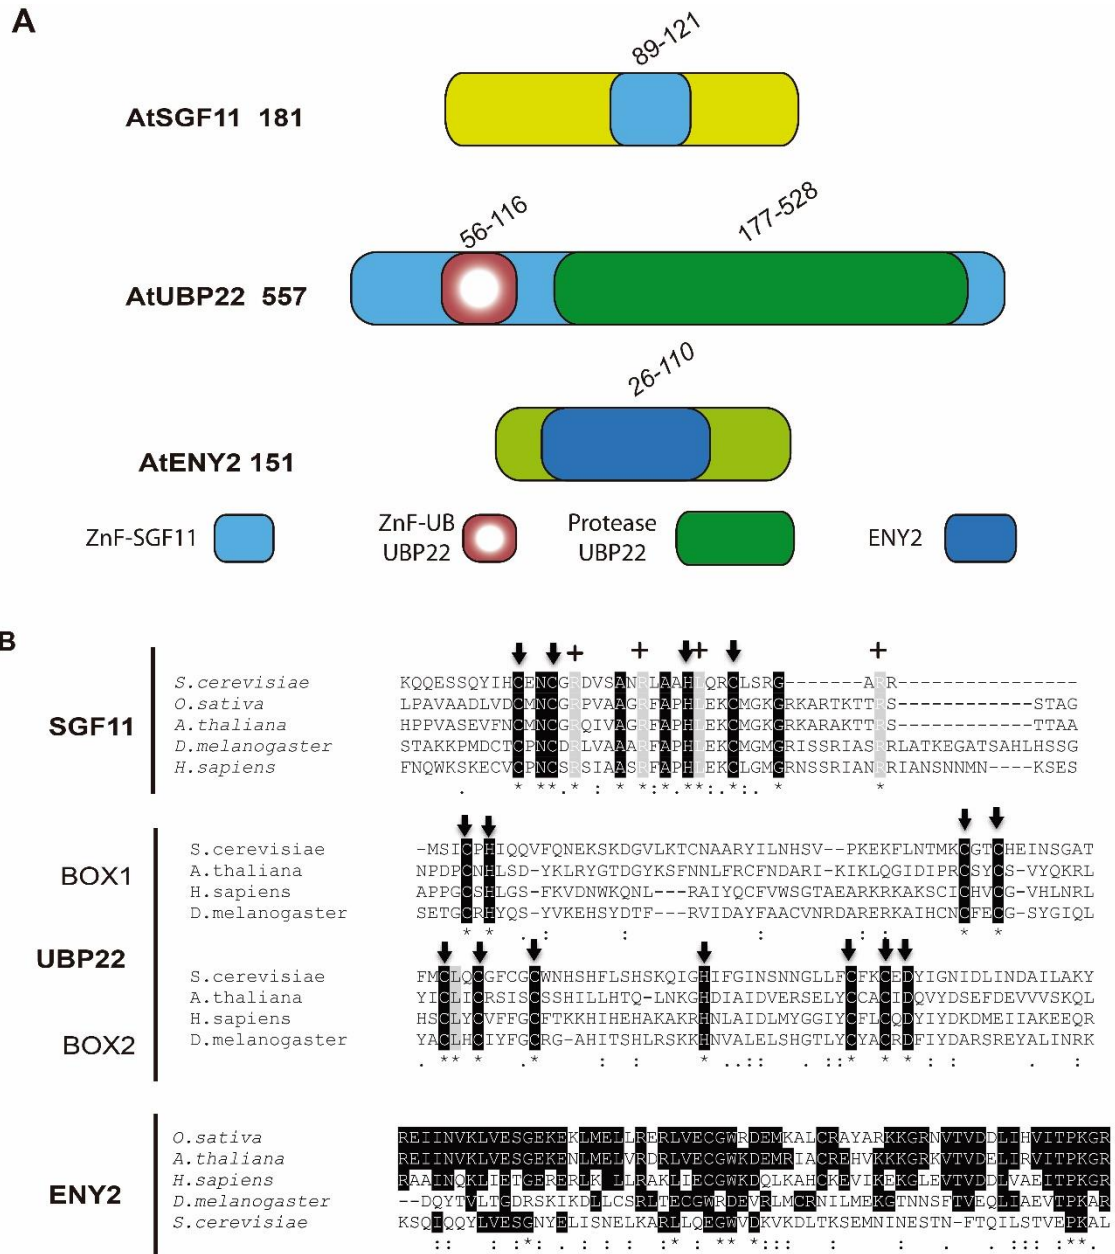 A
89-121
AtSGF11 181
56-116
177-528
AtUBP22 557
26-110
AtENY2 151
ZnF-SGF11
ZnF-UB
UBP22
Protease
UBP22
ENY2
B
+ + + +
SGF11
S.cerevisiae KQQESSQYIHCENCGRDVSANRLAAHLQRCLSRG-------ARR----------------
O.sativa LPAVAADLVDCMNCGRPVAAGRFAPHLEKCMGKGRKARTKTTRS------------STAG
A.thaliana HPPVASEVFNCMNCGRQIVAGRFAPHLEKCMGKGRKARAKTTRS------------TTAA
D.melanogaster STAKKPMDCTCPNCDRLVAAARFAPHLEKCMGMGRISSRIASRRLATKEGATSAHLHSSG
H.sapiens FNQWKSKECVCPNCSRSIAASRFAPHLEKCLGMGRNSSRIANRRIANSNNMN----KSES
BOX1
S.cerevisiae -MSICPHIQQVFQNEKSKDGVLKTCNAARYILNHSV--PKEKFLNTMKCGTCHEINSGAT
A.thaliana NPDPCNHLSD-YKLRYGTDGYKSFNNLFRCFNDARI-KIKLQGIDIPRCSYCS-VYQKRL
H.sapiens APPGCSHLGS-FKVDNWKQNL---RAIYQCFVWSGTAEARKRKAKSCICHVCG-VHLNRL
D.melanogaster SETGCRHYQS-YVKEHSYDTF---RVIDAYFAACVNRDARERKAIHCNCFECG-SYGIQL
UBP22
BOX2
S.cerevisiae FMCLQCGFCGCWNHSHFLSHSKQIGHIFGINSNNGLLFCFKCEDYIGNIDLINDAILAKY
A.thaliana YICLICRSISCSSHILLHTQ-LNKGHDIAIDVERSELYCCACIDQVYDSEFDEVVVSKQL
H.sapiens HSCLYCVFFGCFTKKHIHEHAKAKRHNLAIDLMYGGIYCFLCQDYIYDKDMEIIAKEEQR
D.melanogaster YACLHCIYFGCRG-AHITSHLRSKKHNVALELSHGTLYCYACRDFIYDARSREYALINRK
ENY2
O.sativa REIINVKLVESGEKEKLMELLRERLVECGWRDEMKALCRAYARKKGRNVTVDDLIHVITPKGR
A.thaliana REIINVKLVESGEKENLMELVRDRLVECGWKDEMRIACREHVKKKGRKVTVDELIRVITPKGR
H.sapiens RAAINQKLIETGERERLKELLRAKLIECGWKDQLKAHCKEVIKEKGLEVTVDDLVAEITPKGR
D.melanogaster --DQYTVLTGDRSKIKDLLCSRLTECGWRDEVRLMCRNILMEKGTNNSFTVEQLIAEVTPKAR
S.cerevisiae KSQIQQYLVESGNYELISNELKARLLQEGWVDKVKDLTKSEMNINESTN-FTQILSTVEPKAL